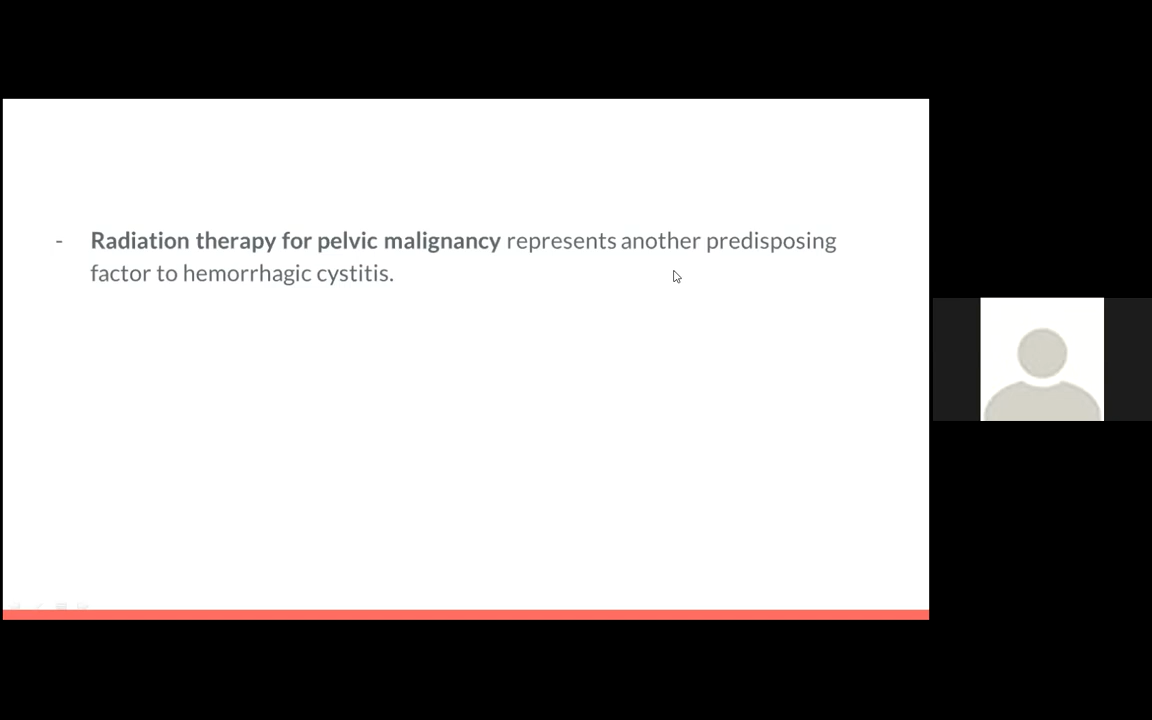 - Radiation therapy for pelvic malignancy represents another predisposing
factor to hemorrhagic cystitis.